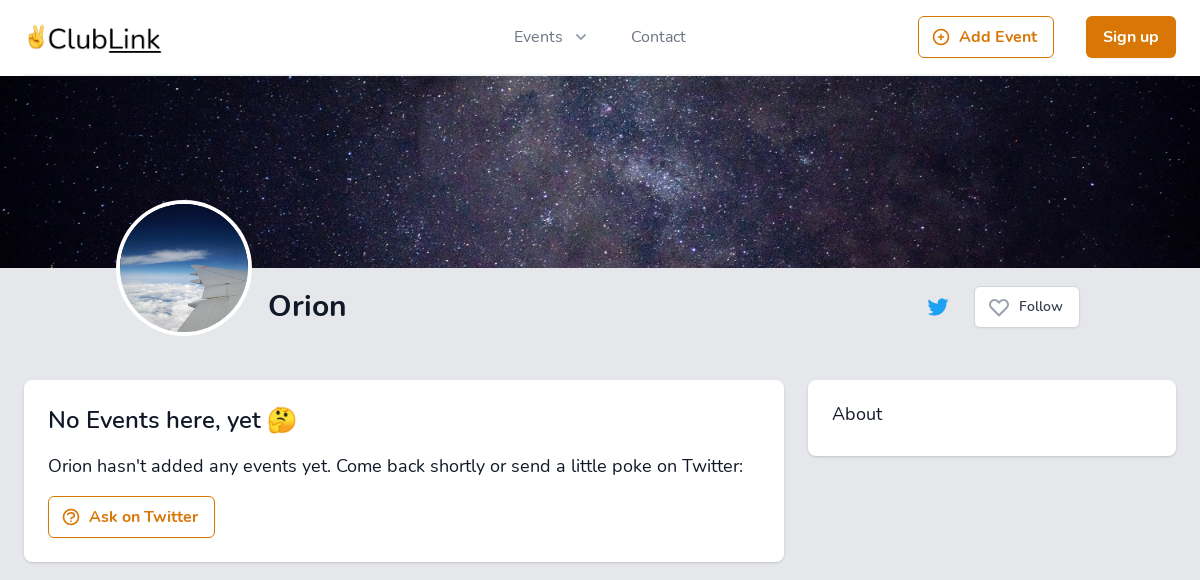 ✌ClubLink
Events
Contact
Add Event
Sign up
Orion
Follow
No Events here, yet 🤔
Orion hasn't added any events yet. Come back shortly or send a little poke on Twitter:
Ask on Twitter
About